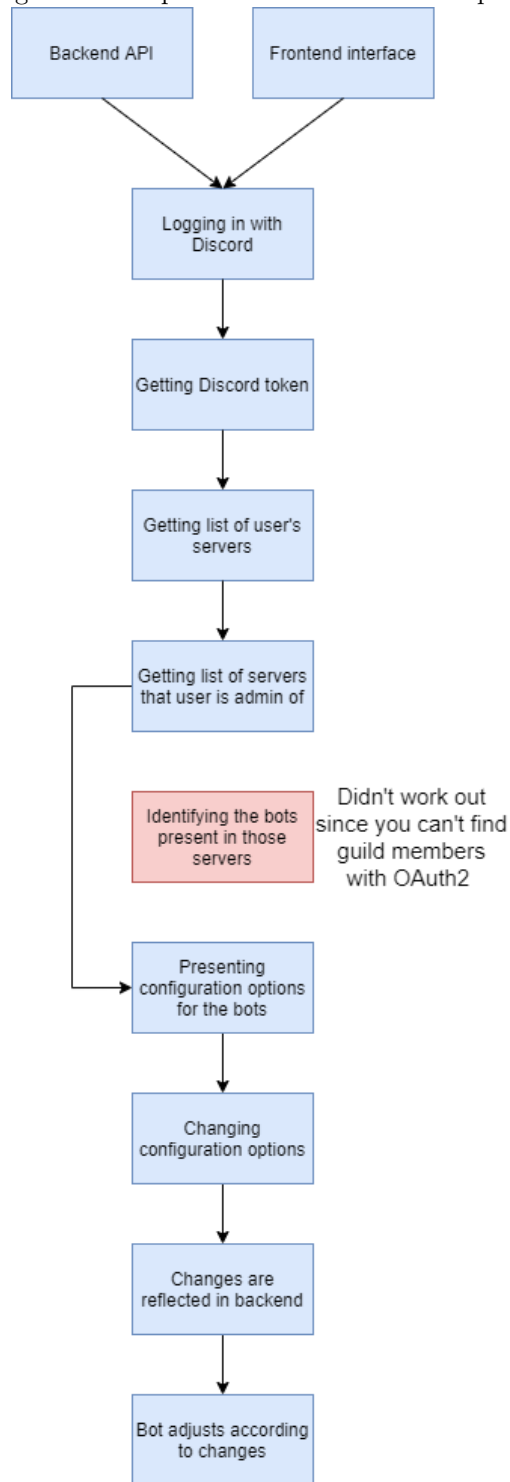 Backend API
Frontend interface
Logging in with
Discord
Getting Discord token
Getting list of user's
servers
Getting list of servers
that user is admin of
Identifying the bots
present in those
servers
Didn't work out
since you can't find
guild members
with OAuth2
Presenting
configuration options
for the bots
Changing
configuration options
Changes are
reflected in backend
Bot adjusts according
to changes